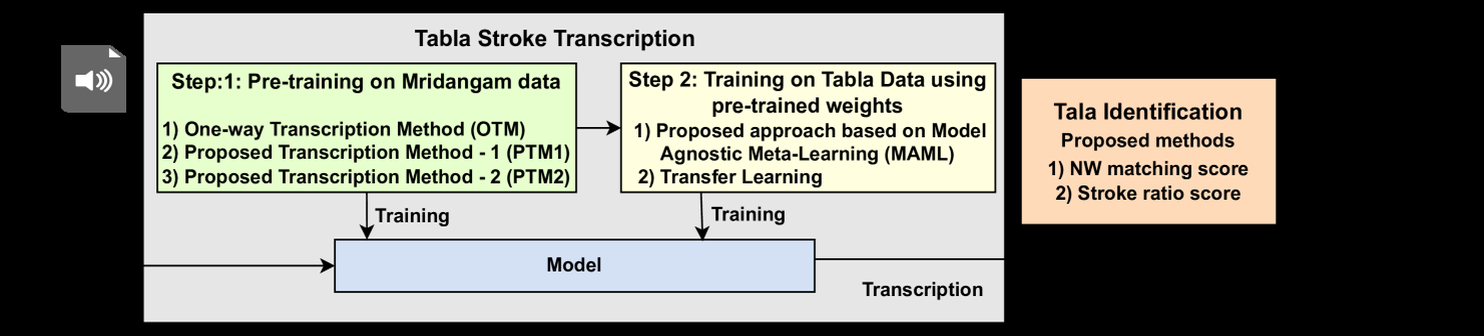 Tabla Stroke Transcription
Step:1: Pre-training on Mridangam data
1) One-way Transcription Method (OTM)
2) Proposed Transcription Method - 1 (PTM1)
3) Proposed Transcription Method - 2 (PTM2)
Step 2: Training on Tabla Data using
pre-trained weights
1) Proposed approach based on Model
Agnostic Meta-Learning (MAML)
2) Transfer Learning
Training
Training
Model
Transcription
Tala Identification
Proposed methods
1) NW matching score
2) Stroke ratio score